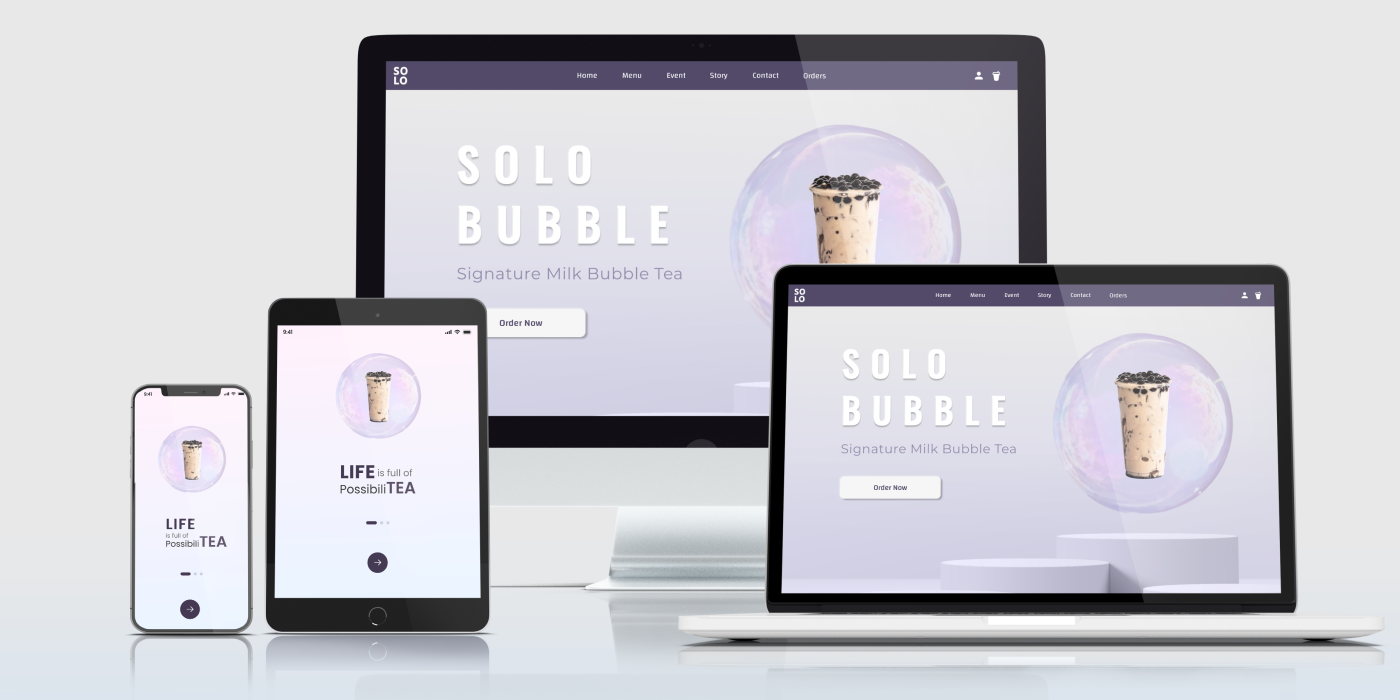 SO
LO
Home Menu Event Story Contact Orders
SOLO
BUBBLE
Signature Milk Bubble Tea
Order Now
9:41
LIFE
is full of
Possibili TEA
9:41
LIFE is full of
PossibiliTEA
SO
LO
Home Menu Event Story Contact Orders
SOLO
BUBBLE
Signature Milk Bubble Tea
Order Now